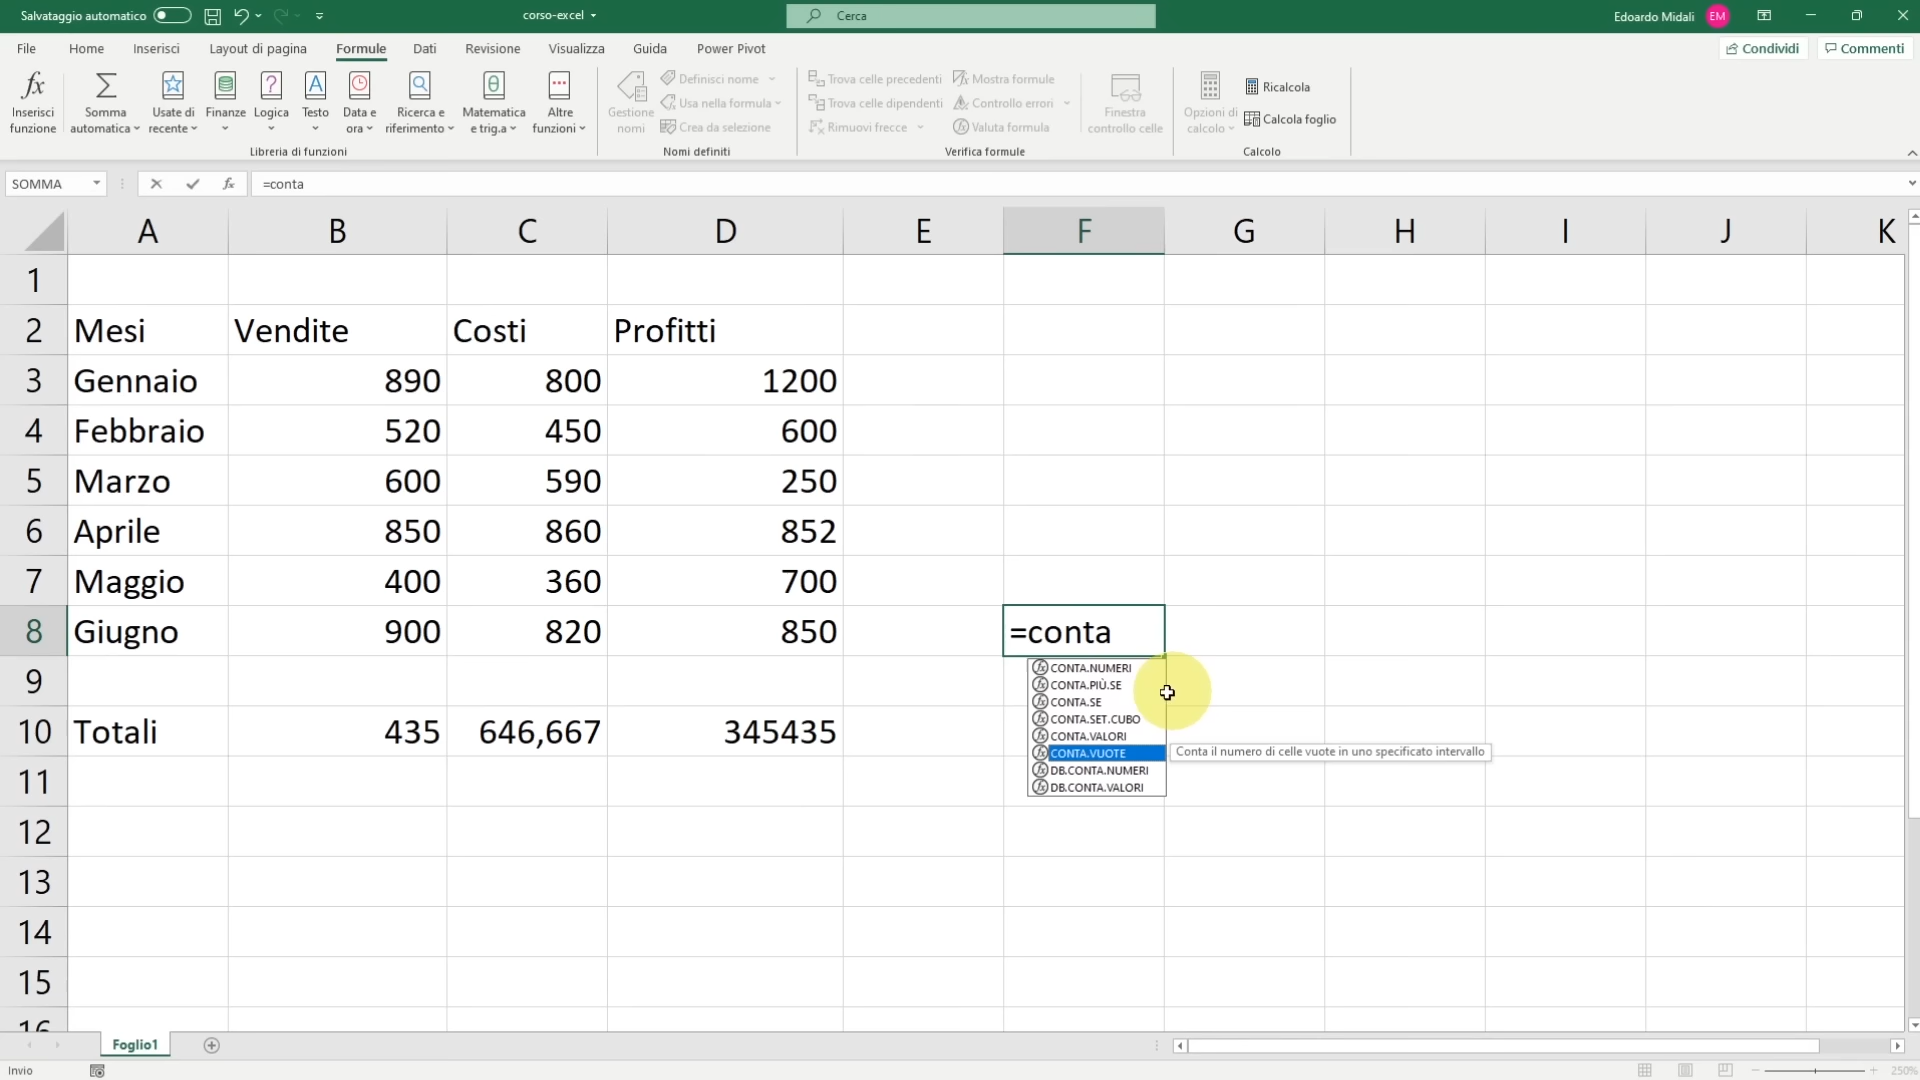 Salvataggio automatico
corso-excel
Cerca
Edoardo Midali
EM
File Home Inserisci Layout di pagina Formule Dati Revisione Visualizza Guida Power Pivot
Condividi
Commenti
Inserisci funzione
Somma automatica
Usate di recente
Finanze
Logica
Testo
Data e ora
Ricerca e riferimento
Matematica e trig.a
Altre funzioni
Libreria di funzioni
Gestione nomi
Definisci nome
Usa nella formula
Crea da selezione
Nomi definiti
Trova celle precedenti
Trova celle dipendenti
Rimuovi frecce
Mostra formule
Controllo errori
Valuta formula
Finestra controllo celle
Verifica formule
Opzioni di calcolo
Ricalcola
Calcola foglio
Calcolo
SOMMA
fx
=conta
A B C D E F G H I J K
1
2 Mesi Vendite Costi Profitti
3 Gennaio 890 800 1200
4 Febbraio 520 450 600
5 Marzo 600 590 250
6 Aprile 850 860 852
7 Maggio 400 360 700
8 Giugno 900 820 850 =conta
CONTA.NUMERI
CONTA.PIÙ.SE
CONTA.SE
CONTA.SET.CUBO
CONTA.VALORI
CONTA.VUOTE
Conta il numero di celle vuote in uno specificato intervallo
DB.CONTA.NUMERI
DB.CONTA.VALORI
9
10 Totali 435 646,667 345435
11
12
13
14
15
16
Foglio1
Invio
250%